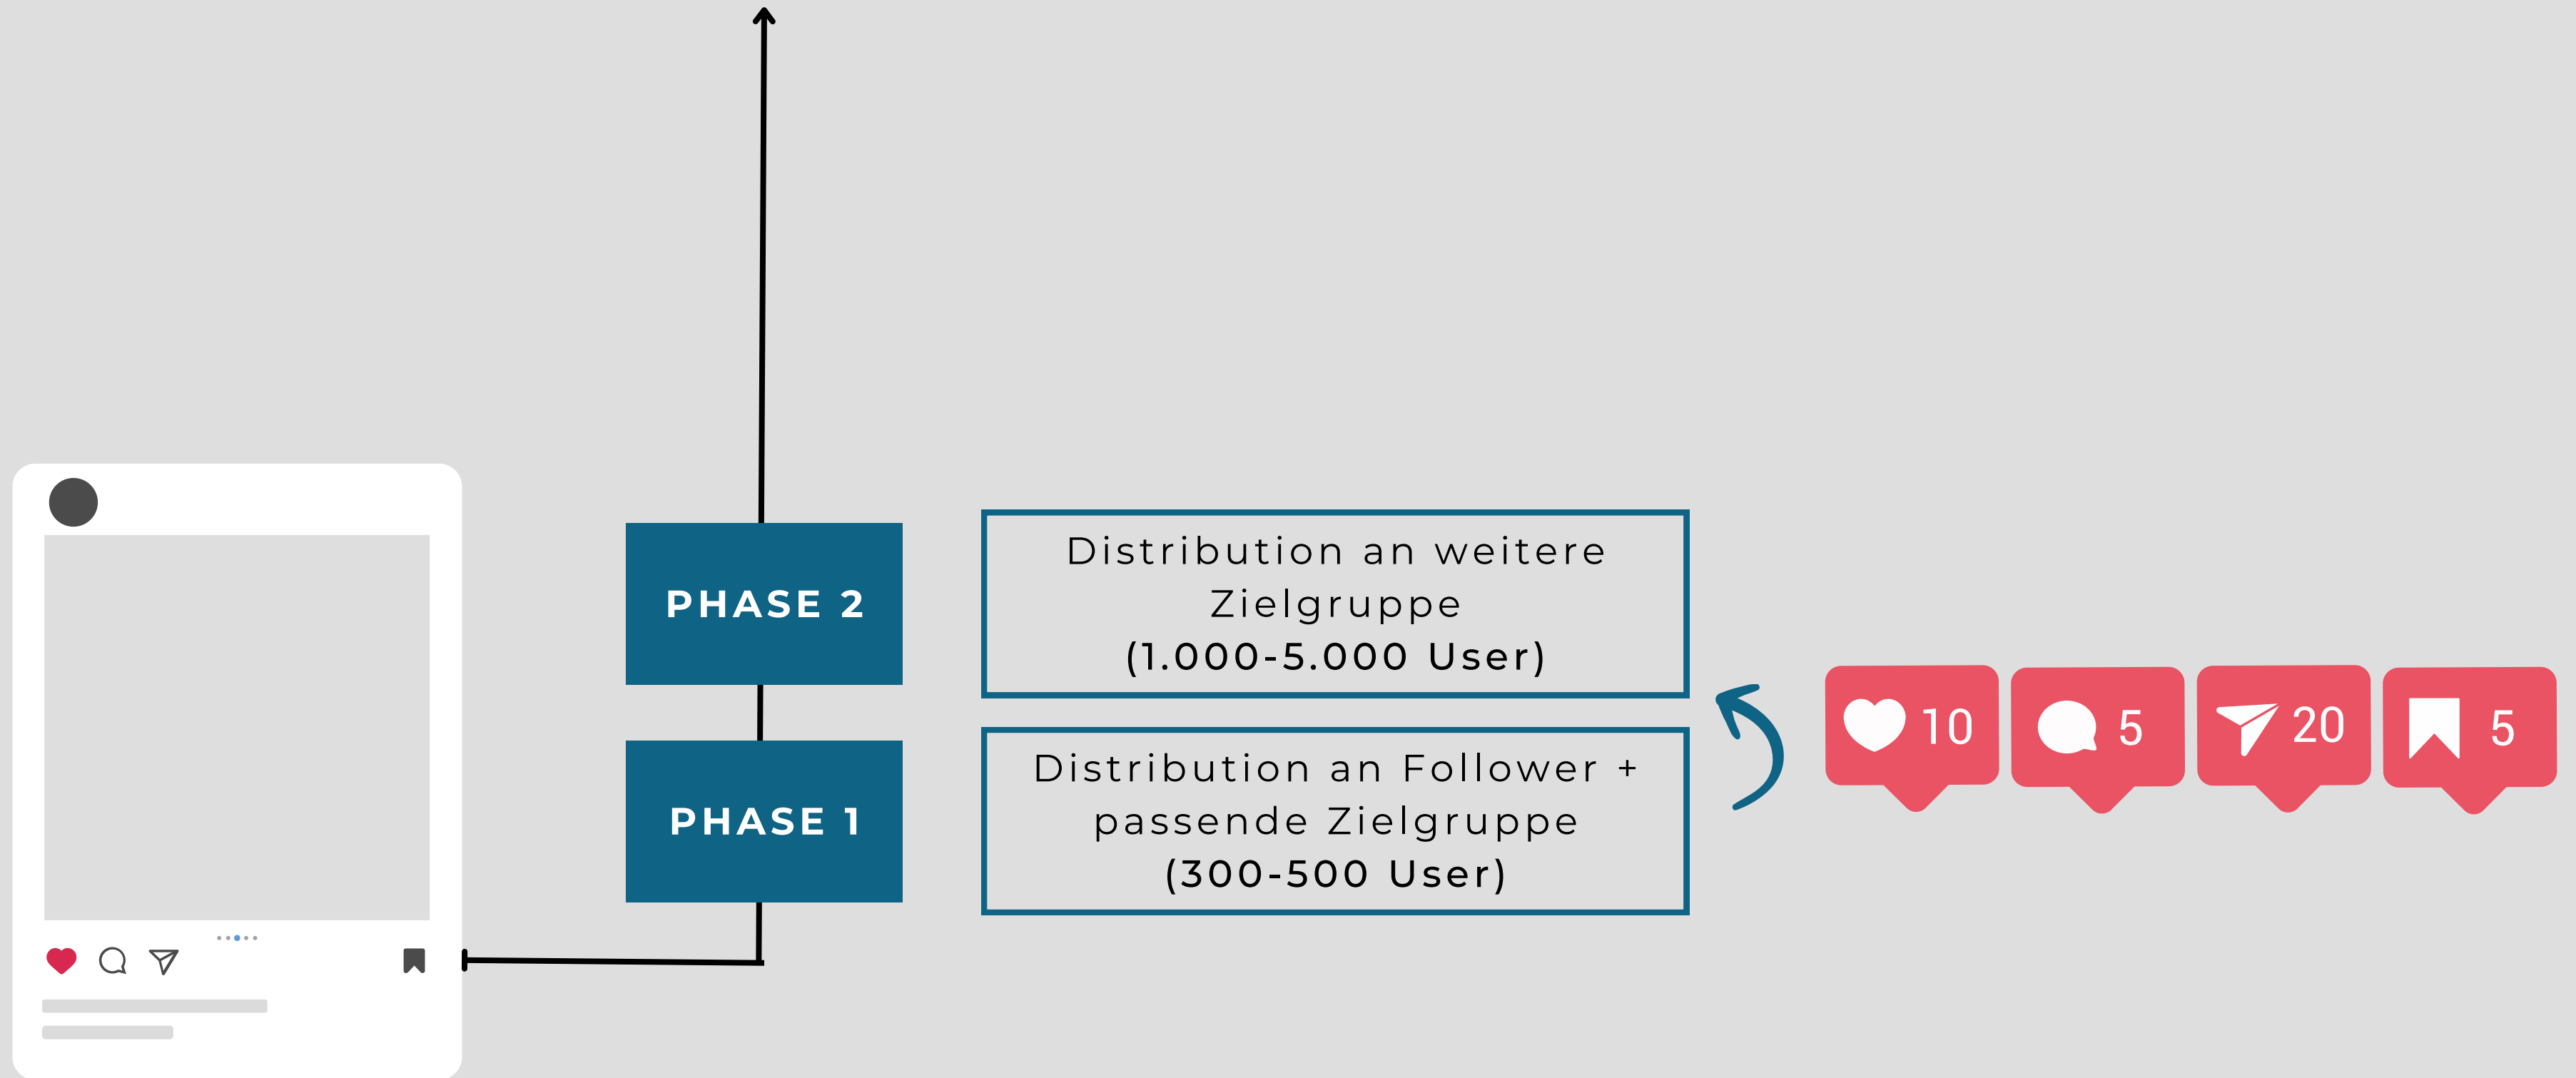 PHASE 2
Distribution an weitere
Zielgruppe
(1.000-5.000 User)
PHASE 1
Distribution an Follower +
passende Zielgruppe
(300-500 User)
10
5
20
5